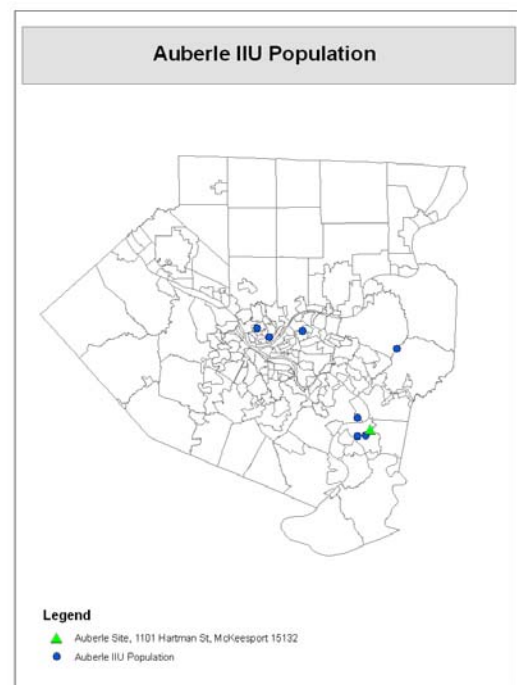 Auberle IIU Population
Legend
Auberle Site, 1101 Hartman St, McKeesport 15132
Auberle IIU Population